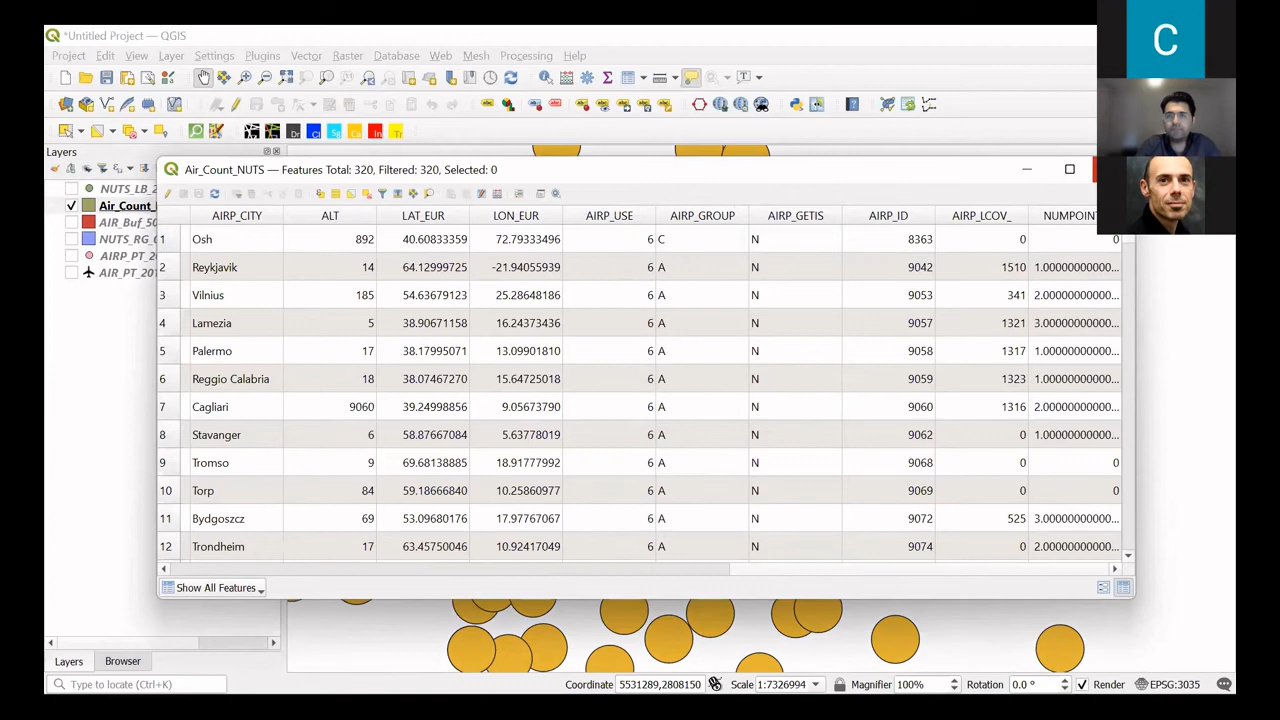 *Untitled Project — QGIS
C
Project Edit View Layer Settings Plugins Vector Raster Database Web Mesh Processing Help
Layers
Air_Count_NUTS — Features Total: 320, Filtered: 320, Selected: 0
NUTS_LB_2
Air_Count_
AIR_Buf_50
NUTS_RG_0
AIRP_PT_20
AIR_PT_201
AIRP_CITY ALT LAT_EUR LON_EUR AIRP_USE AIRP_GROUP AIRP_GETIS AIRP_ID_ AIRP_LCOV_ NUMPOINT
1 Osh 892 40.60833359 72.79333496 6 C N 8363 0 0
2 Reykjavik 14 64.12999725 -21.94055939 6 A N 9042 1510 1.00000000000...
3 Vilnius 185 54.63679123 25.28648186 6 A N 9053 341 2.00000000000...
4 Lamezia 5 38.90671158 16.24373436 6 A N 9057 1321 3.00000000000...
5 Palermo 17 38.17995071 13.09901810 6 A N 9058 1317 1.00000000000...
6 Reggio Calabria 18 38.07467270 15.64725018 6 A N 9059 1323 1.00000000000...
7 Cagliari 9060 39.24998856 9.05673790 6 A N 9060 1316 2.00000000000...
8 Stavanger 6 58.87667084 5.63778019 6 A N 9062 0 1.00000000000...
9 Tromso 9 69.68138885 18.91777992 6 A N 9068 0 0
10 Torp 84 59.18666840 10.25860977 6 A N 9069 0 0
11 Bydgoszcz 69 53.09680176 17.97767067 6 A N 9072 525 3.00000000000...
12 Trondheim 17 63.45750046 10.92417049 6 A N 9074 0 2.00000000000...
Show All Features
Layers Browser
Type to locate (Ctrl+K) Coordinate 5531289,2808150 Scale 1:7326994 Magnifier 100% Rotation 0.0 ° Render EPSG:3035